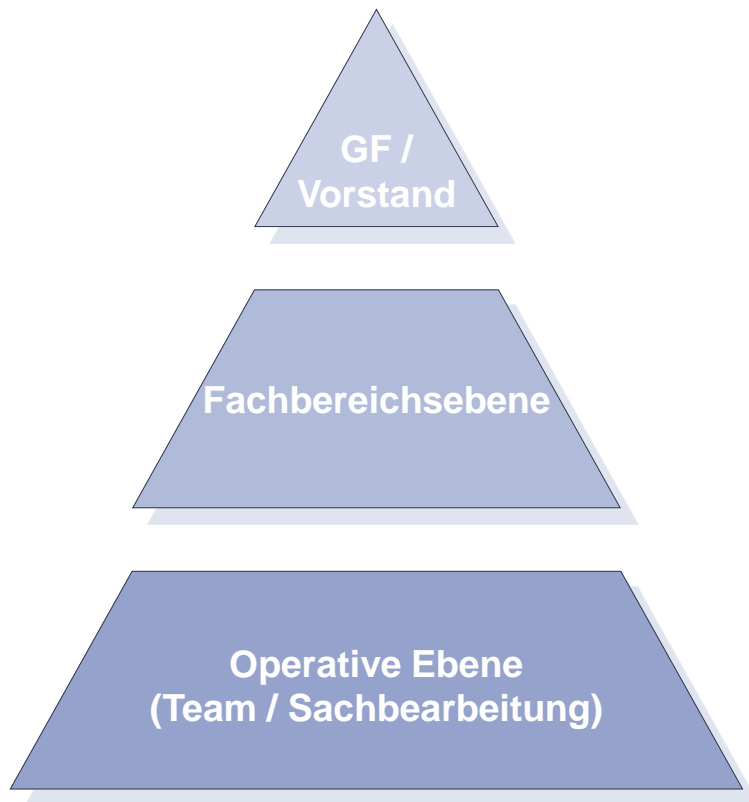 GF /
Vorstand
Fachbereichsebene
Operative Ebene
(Team / Sachbearbeitung)